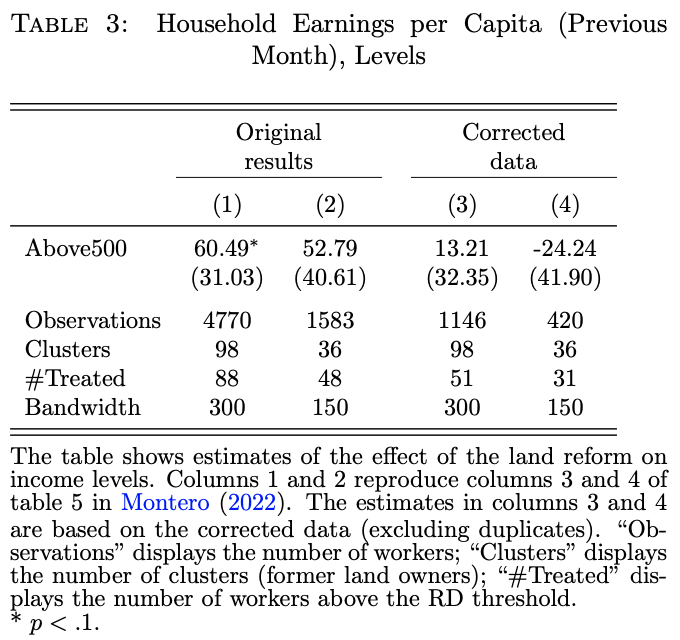 TABLE 3: Household Earnings per Capita (Previous
Month), Levels
Original Corrected
results data
(1) (2) (3) (4)
Above500 60.49* 52.79 13.21 -24.24
(31.03) (40.61) (32.35) (41.90)
Observations 4770 1583 1146 420
Clusters 98 36 98 36
#Treated 88 48 51 31
Bandwidth 300 150 300 150
The table shows estimates of the effect of the land reform on
income levels. Columns 1 and 2 reproduce columns 3 and 4 of
table 5 in Montero (2022). The estimates in columns 3 and 4
are based on the corrected data (excluding duplicates). “Ob-
servations” displays the number of workers; “Clusters” displays
the number of clusters (former land owners); “#Treated” dis-
plays the number of workers above the RD threshold.
* p < .1.